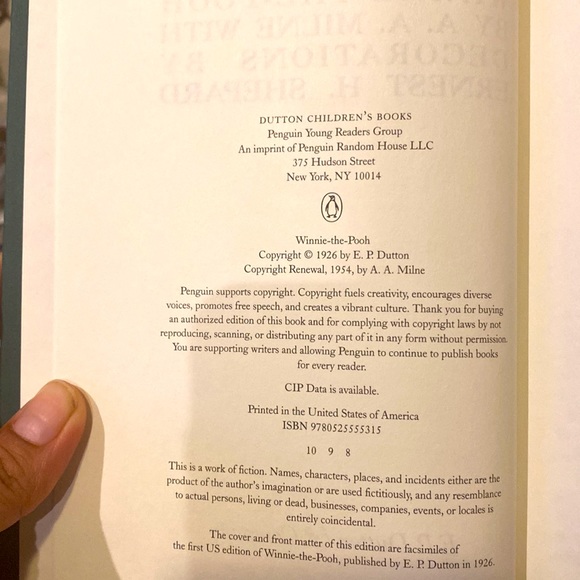 DUTTON CHILDREN'S BOOKS
Penguin Young Readers Group
An imprint of Penguin Random House LLC
375 Hudson Street
New York, NY 10014
Winnie-the-Pooh
Copyright © 1926 by E. P. Dutton
Copyright Renewal, 1954, by A. A. Milne
Penguin supports copyright. Copyright fuels creativity, encourages diverse
voices, promotes free speech, and creates a vibrant culture. Thank you for buying
an authorized edition of this book and for complying with copyright laws by not
reproducing, scanning, or distributing any part of it in any form without permission.
You are supporting writers and allowing Penguin to continue to publish books
for every reader.
CIP Data is available.
Printed in the United States of America
ISBN 9780525555315
10 9 8
This is a work of fiction. Names, characters, places, and incidents either are the
product of the author's imagination or are used fictitiously, and any resemblance
to actual persons, living or dead, businesses, companies, events, or locales is
entirely coincidental.
The cover and front matter of this edition are facsimiles of
the first US edition of Winnie-the-Pooh, published by E. P. Dutton in 1926.